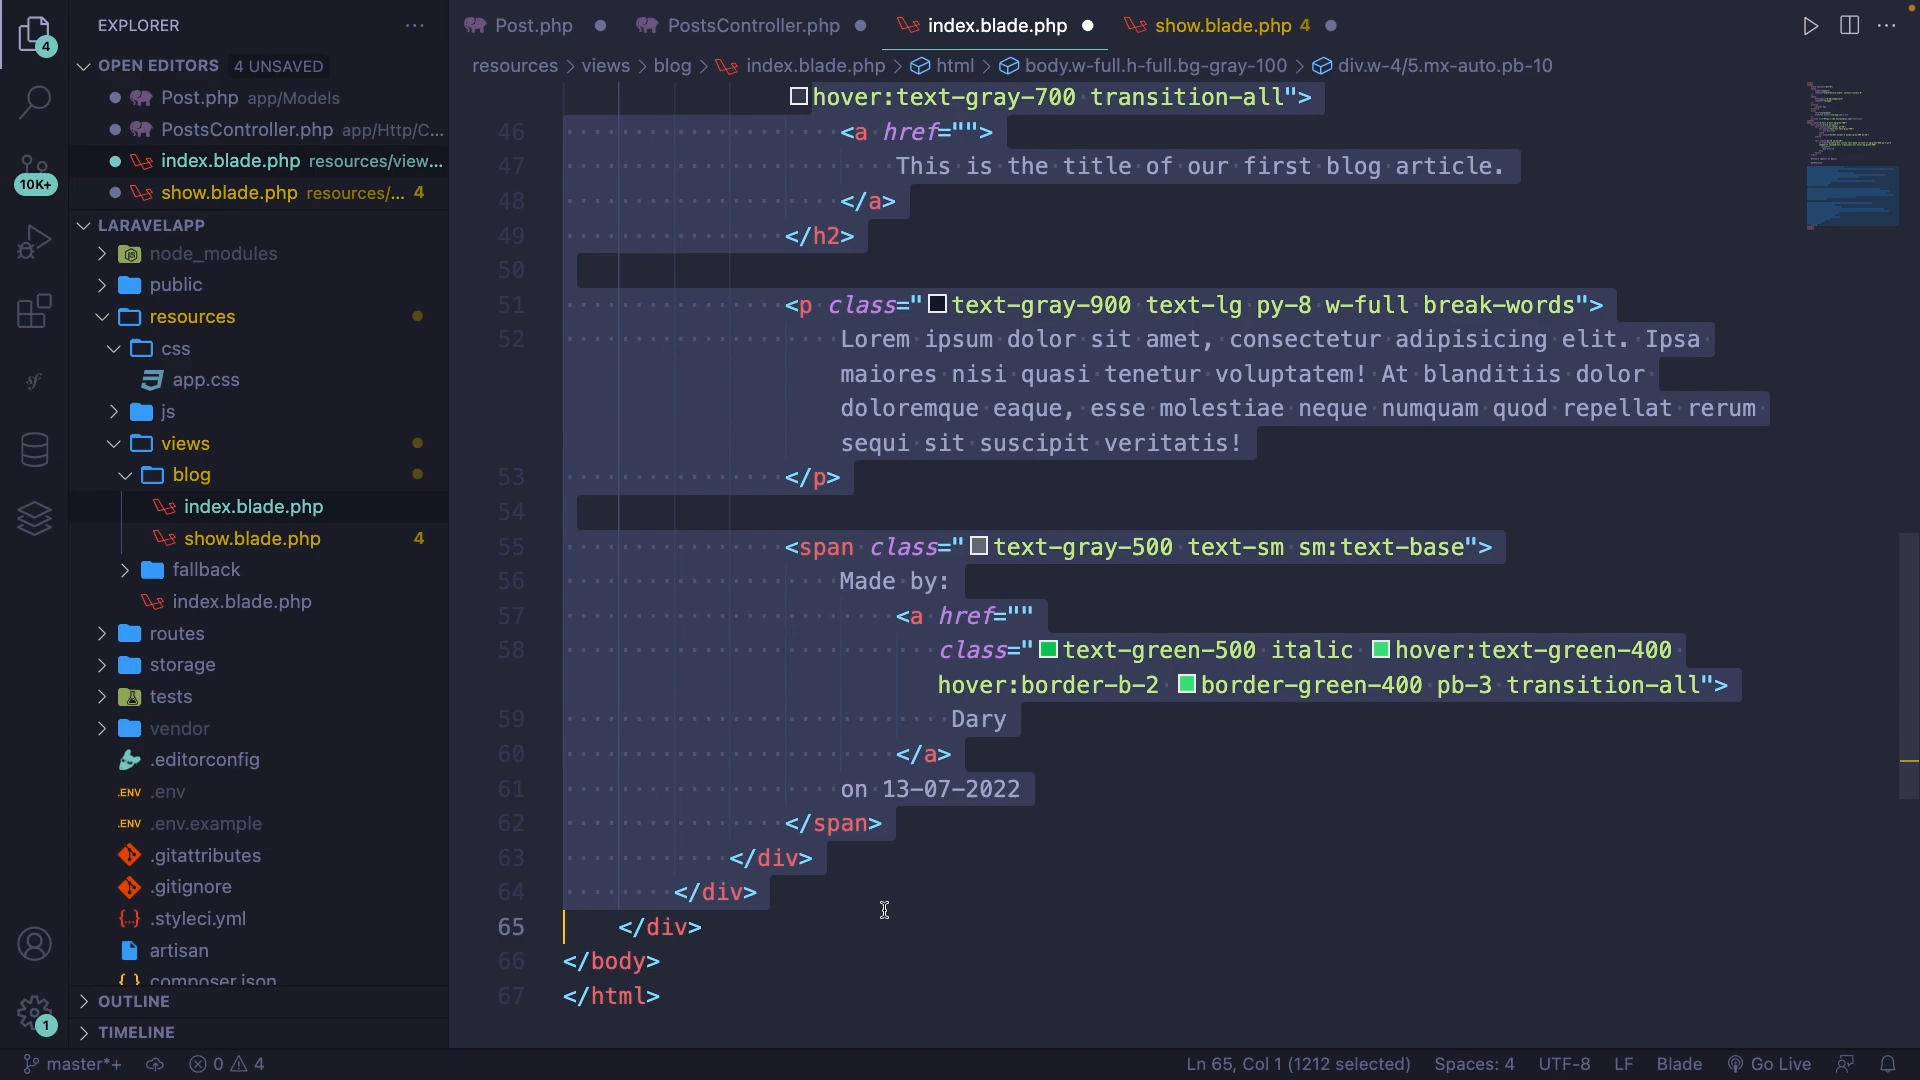 EXPLORER
4
OPEN EDITORS 4 UNSAVED
Post.php app/Models
PostsController.php app/Http/C...
index.blade.php resources/view...
show.blade.php resources/... 4
10K+
LARAVELAPP
node_modules
public
resources
css
app.css
js
views
blog
index.blade.php
show.blade.php 4
fallback
index.blade.php
routes
storage
tests
vendor
.editorconfig
.ENV .env
.ENV .env.example
.gitattributes
.gitignore
{..} .styleci.yml
artisan
{ } composer.json
OUTLINE
TIMELINE
1
Post.php
PostsController.php
index.blade.php
show.blade.php 4
resources > views > blog > index.blade.php > html > body.w-full.h-full.bg-gray-100 > div.w-4/5.mx-auto.pb-10
hover:text-gray-700 transition-all">
46 <a href="">
47 This is the title of our first blog article.
48 </a>
49 </h2>
50
51 <p class="text-gray-900 text-lg py-8 w-full break-words">
52 Lorem ipsum dolor sit amet, consectetur adipisicing elit. Ipsa
maiores nisi quasi tenetur voluptatem! At blanditiis dolor
doloremque eaque, esse molestiae neque numquam quod repellat rerum
sequi sit suscipit veritatis!
53 </p>
54
55 <span class="text-gray-500 text-sm sm:text-base">
56 Made by:
57 <a href=""
58 class="text-green-500 italic hover:text-green-400
hover:border-b-2 border-green-400 pb-3 transition-all">
59 Dary
60 </a>
61 on 13-07-2022
62 </span>
63 </div>
64 </div>
65 </div>
66 </body>
67 </html>
master*+ 0 4
Ln 65, Col 1 (1212 selected) Spaces: 4 UTF-8 LF Blade Go Live